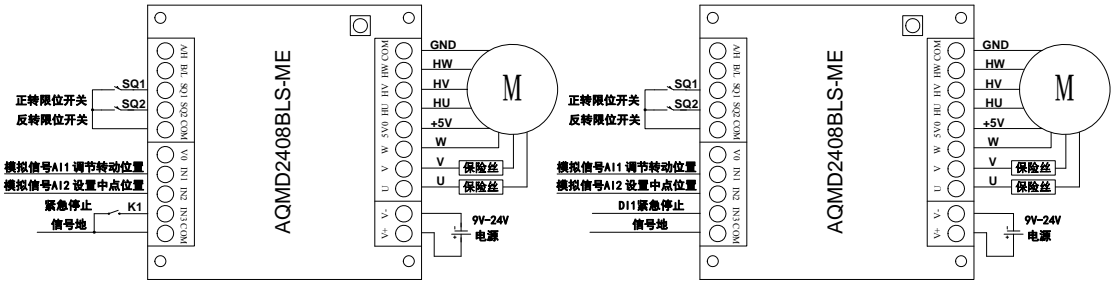 AQMD2408BLS-ME
A/H
B/L
SQ1
SQ2
COM
V0
IN1
IN2
IN3
COM
COM
HW
HV
HU
5V0
W
V
U
V-
V+
SQ1
正转限位开关
SQ2
反转限位开关
模拟信号AI1 调节转动位置
模拟信号AI2 设置中点位置
紧急停止
K1
信号地
GND
HW
HV
HU
+5V
W
V
保险丝
U
保险丝
M
9V-24V
电源
AQMD2408BLS-ME
A/H
B/L
SQ1
SQ2
COM
V0
IN1
IN2
IN3
COM
COM
HW
HV
HU
5V0
W
V
U
V-
V+
SQ1
正转限位开关
SQ2
反转限位开关
模拟信号AI1 调节转动位置
模拟信号AI2 设置中点位置
DI1紧急停止
信号地
GND
HW
HV
HU
+5V
W
V
保险丝
U
保险丝
M
9V-24V
电源